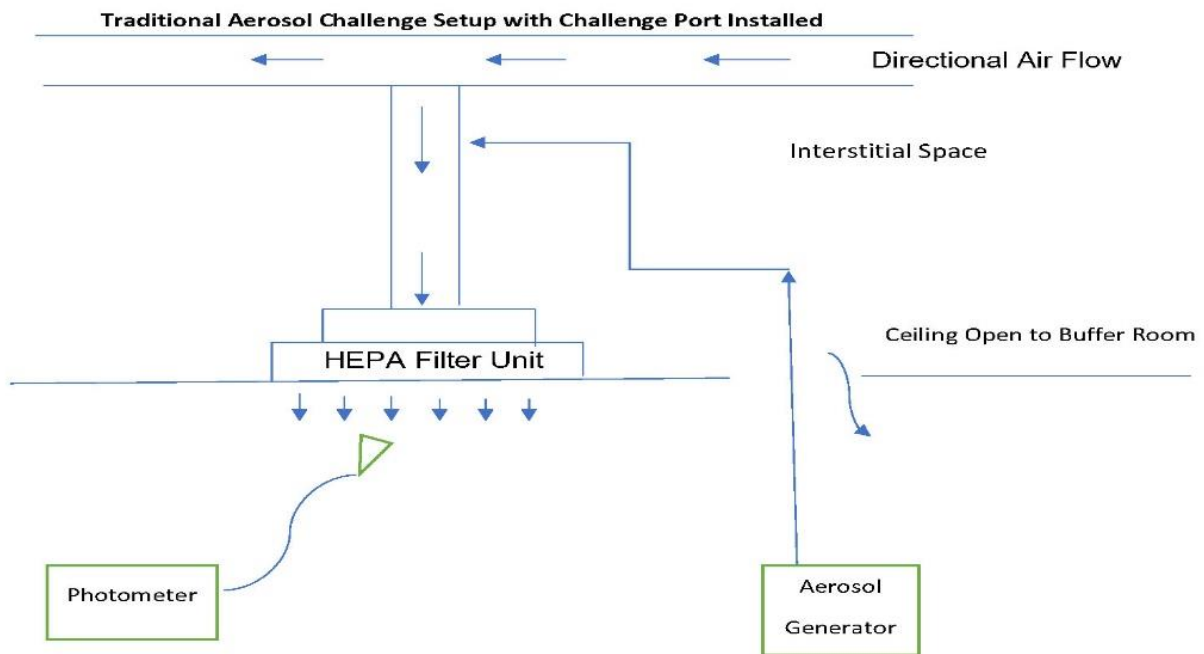 Traditional Aerosol Challenge Setup with Challenge Port Installed
Directional Air Flow
Interstitial Space
Ceiling Open to Buffer Room
HEPA Filter Unit
Photometer
Aerosol
Generator